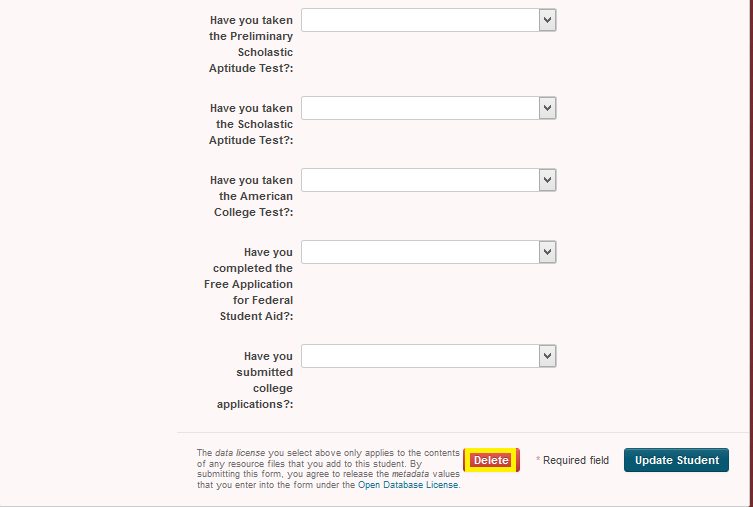 Have you taken
the Preliminary
Scholastic
Aptitude Test?:
Have you taken
the Scholastic
Aptitude Test?:
Have you taken
the American
College Test?:
Have you
completed the
Free Application
for Federal
Student Aid?:
Have you
submitted
college
applications?:
The data license you select above only applies to the contents
of any resource files that you add to this student. By
submitting this form, you agree to release the metadata values
that you enter into the form under the Open Database License.
Delete
* Required field
Update Student